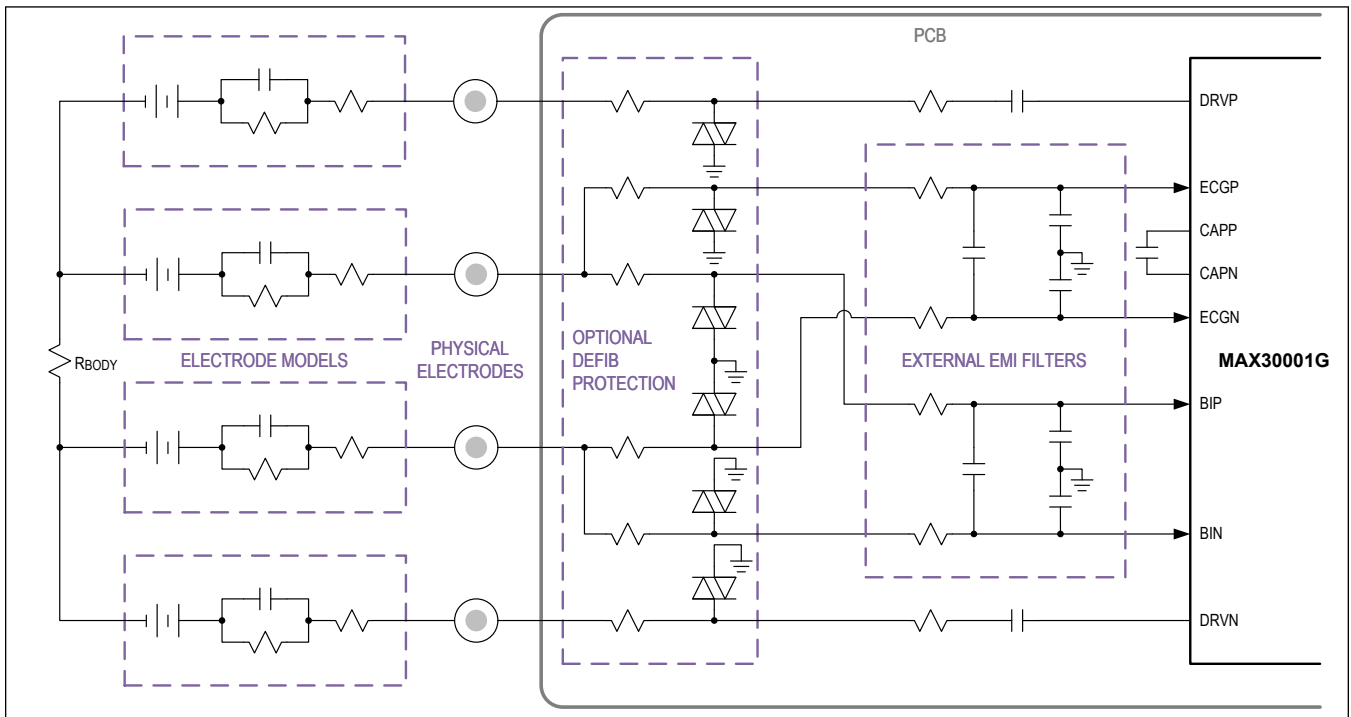 PCB
DRVP
ECGP
CAPP
CAPN
ECGN
RBODY
ELECTRODE MODELS
PHYSICAL
ELECTRODES
OPTIONAL
DEFIB
PROTECTION
EXTERNAL EMI FILTERS
MAX30001G
BIP
BIN
DRVN